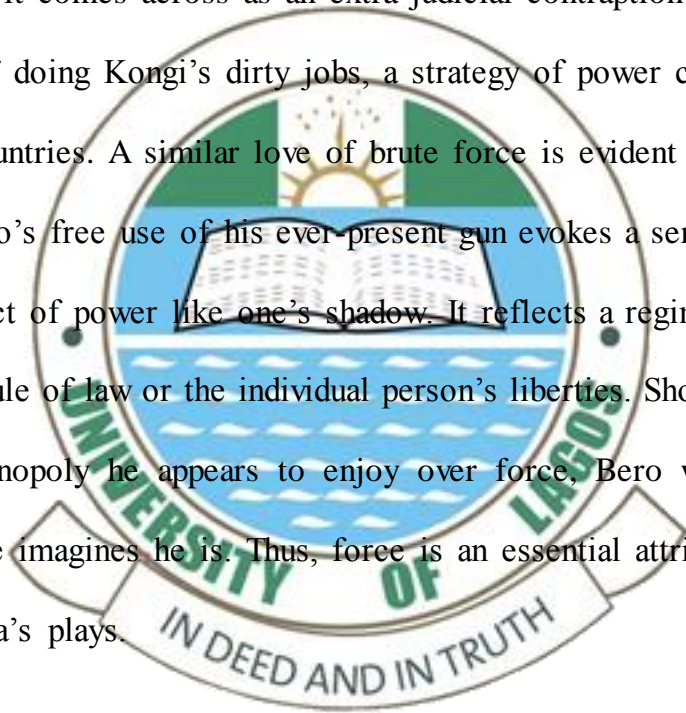 it comes across as an extra judicial contraption
doing Kongi's dirty jobs, a strategy of power c
untries. A similar love of brute force is evident
o's free use of his ever-present gun evokes a ser
ct of power like one's shadow. It reflects a regin
ule of law or the individual person's liberties. Sho
nopoly he appears to enjoy over force, Bero w
e imagines he is. Thus, force is an essential attri
a's plays.
UNIVERSITY OF LAGOS
IN DEED AND IN TRUTH